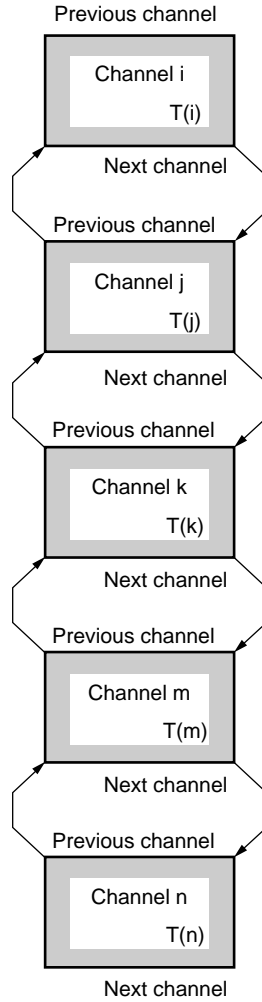 Previous channel
Channel i
T(i)
Next channel
Previous channel
Channel j
T(j)
Next channel
Previous channel
Channel k
T(k)
Next channel
Previous channel
Channel m
T(m)
Next channel
Previous channel
Channel n
T(n)
Next channel